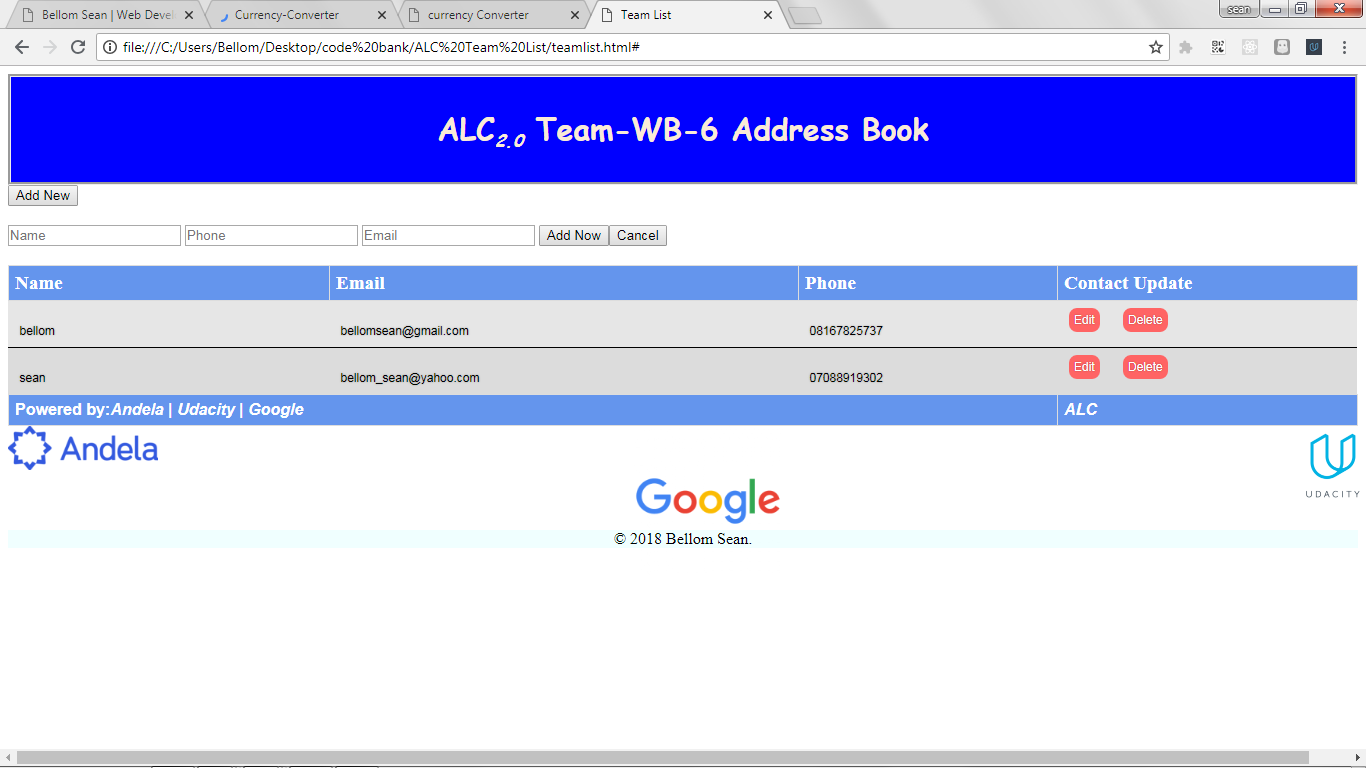 Bellom Sean | Web Devel
Currency-Converter
currency Converter
Team List
sean
file:///C:/Users/Bellom/Desktop/code%20bank/ALC%20Team%20List/teamlist.html#
ALC2.0 Team-WB-6 Address Book
Add New
Name Phone Email Add Now Cancel
Name Email Phone Contact Update
bellom bellomsean@gmail.com 08167825737 Edit Delete
sean bellom_sean@yahoo.com 07088919302 Edit Delete
Powered by:Andela | Udacity | Google ALC
Andela
UDACITY
Google
© 2018 Bellom Sean.